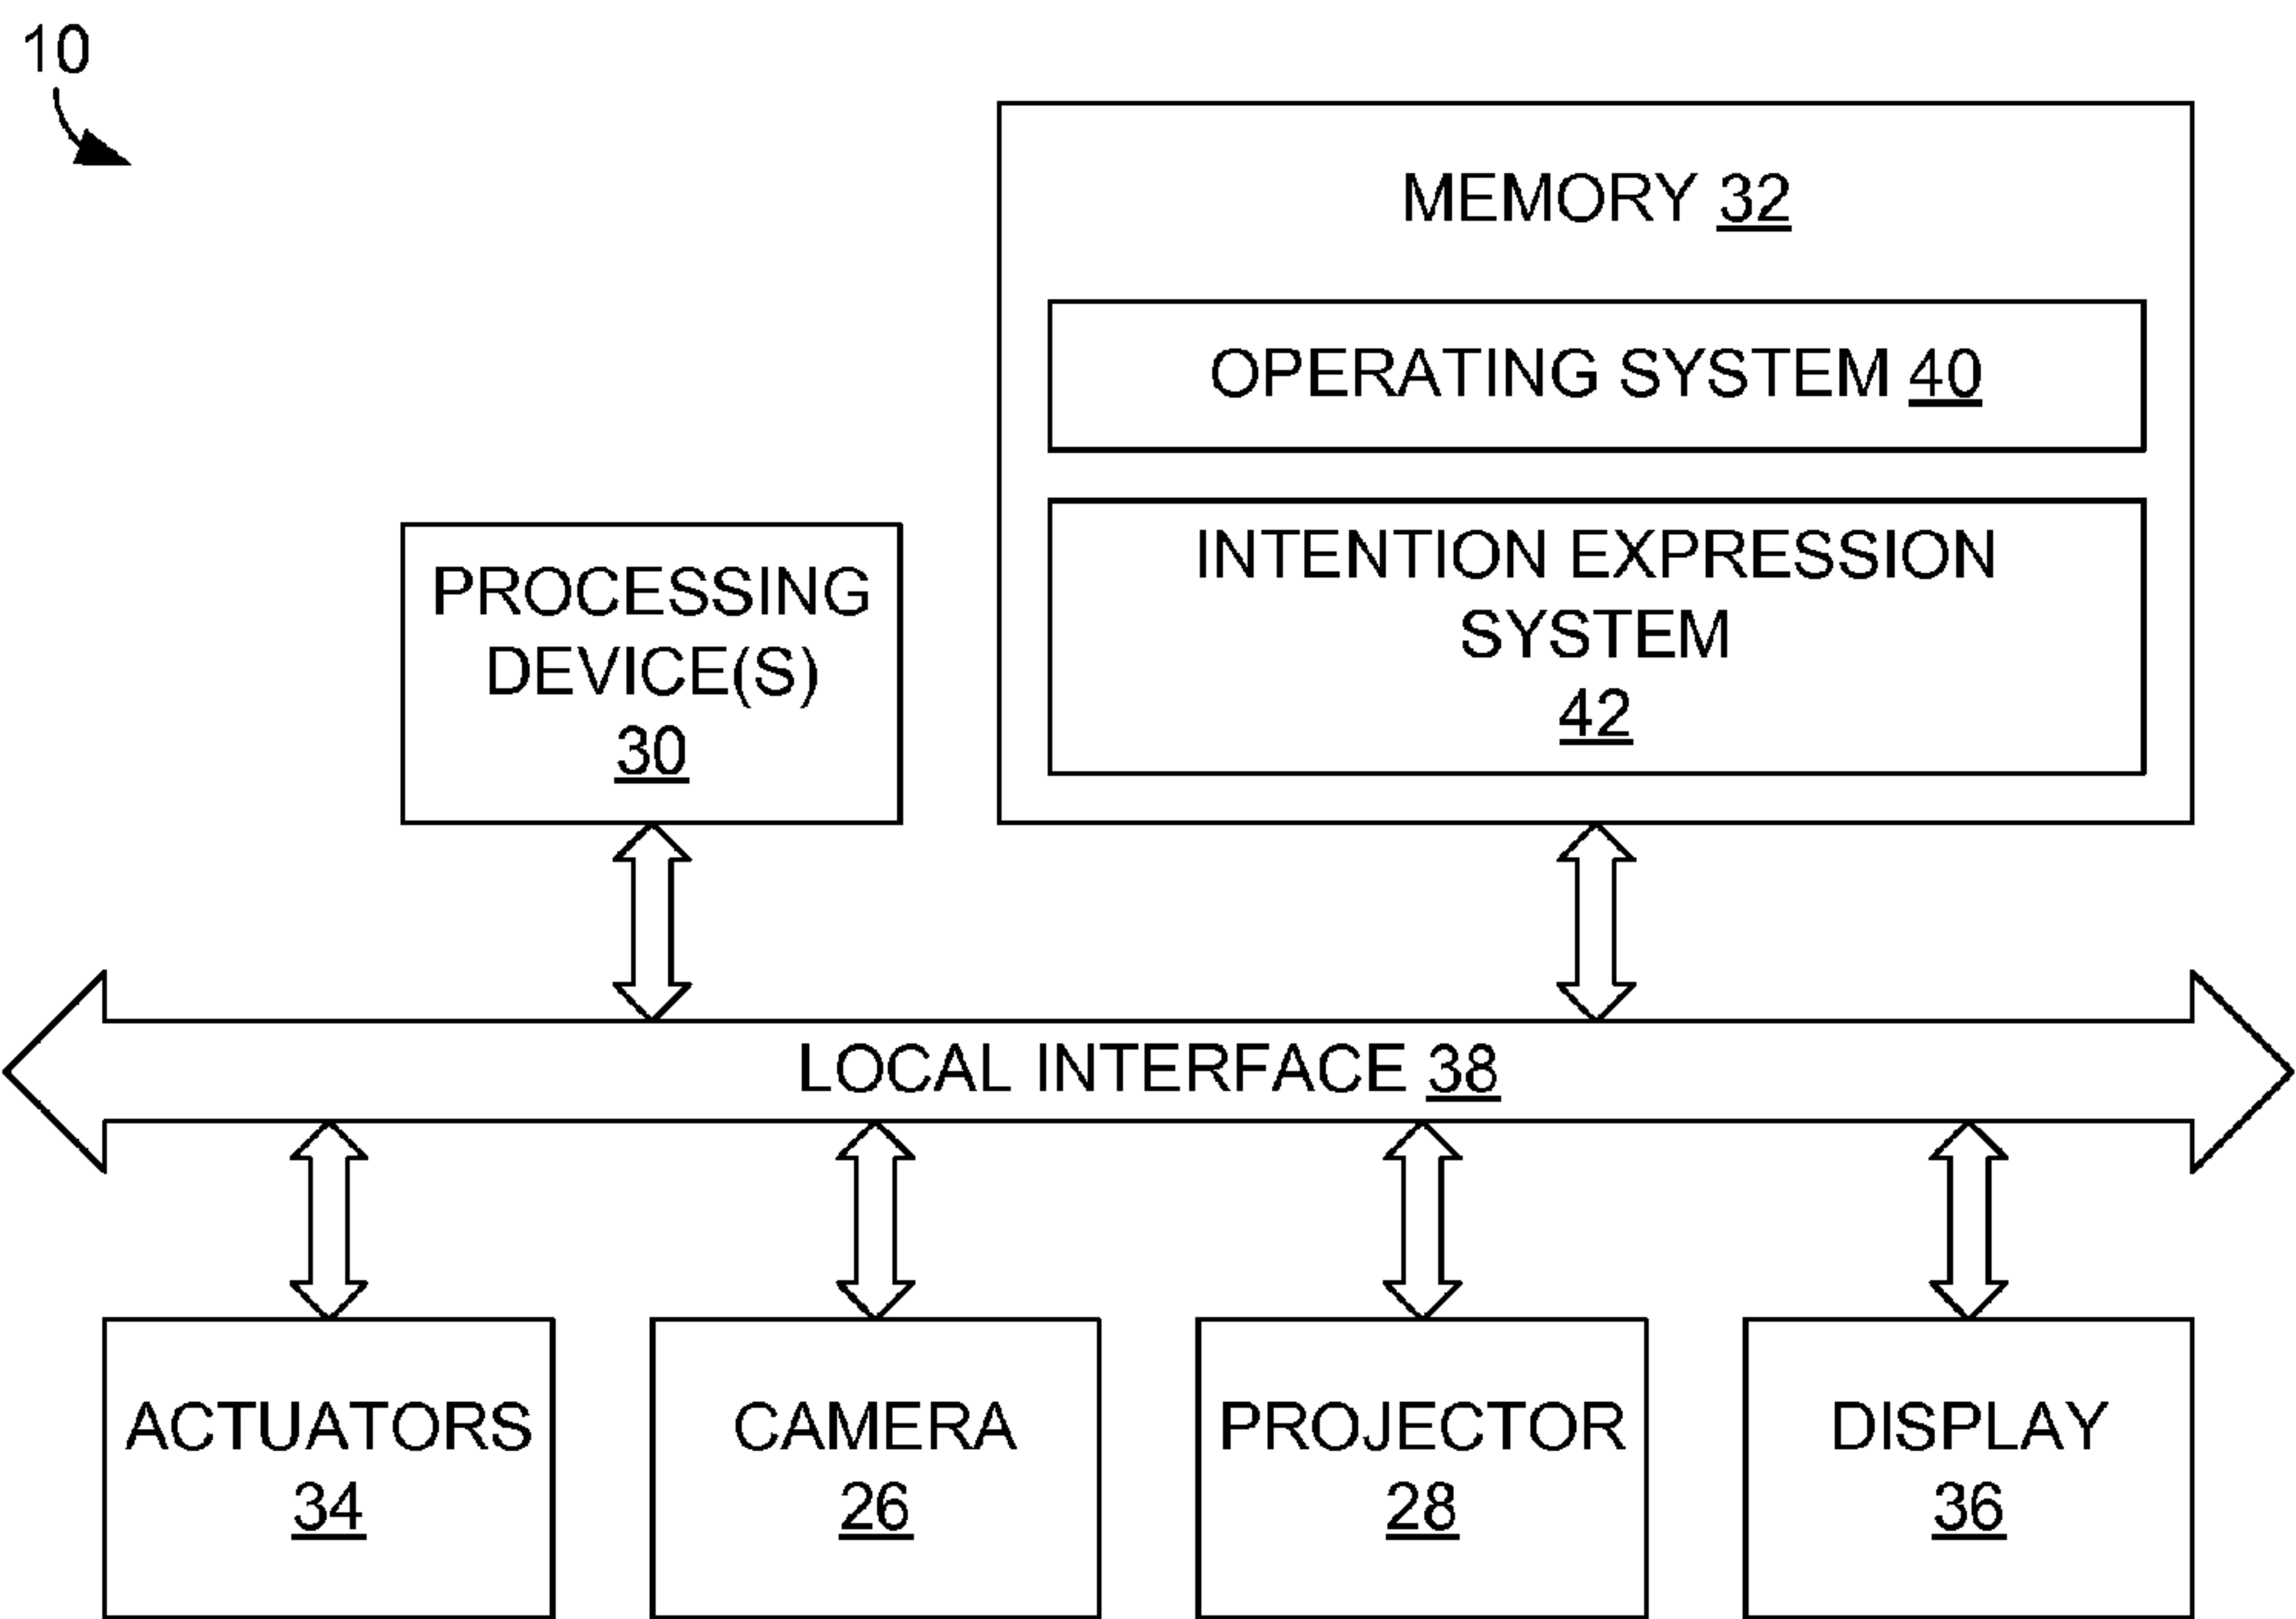 10
MEMORY 32
OPERATING SYSTEM 40
INTENTION EXPRESSION
SYSTEM
42
PROCESSING
DEVICE(S)
30
LOCAL INTERFACE 38
ACTUATORS
34
CAMERA
26
PROJECTOR
28
DISPLAY
36